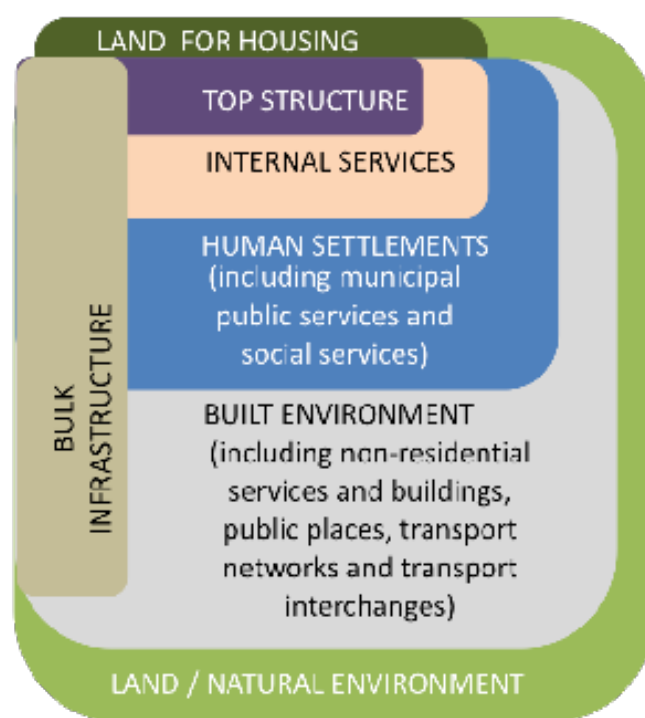 LAND FOR HOUSING
TOP STRUCTURE
INTERNAL SERVICES
HUMAN SETTLEMENTS
(including municipal
public services and
social services)
BULK
INFRASTRUCTURE
BUILT ENVIRONMENT
(including non-residential
services and buildings,
public places, transport
networks and transport
interchanges)
LAND / NATURAL ENVIRONMENT